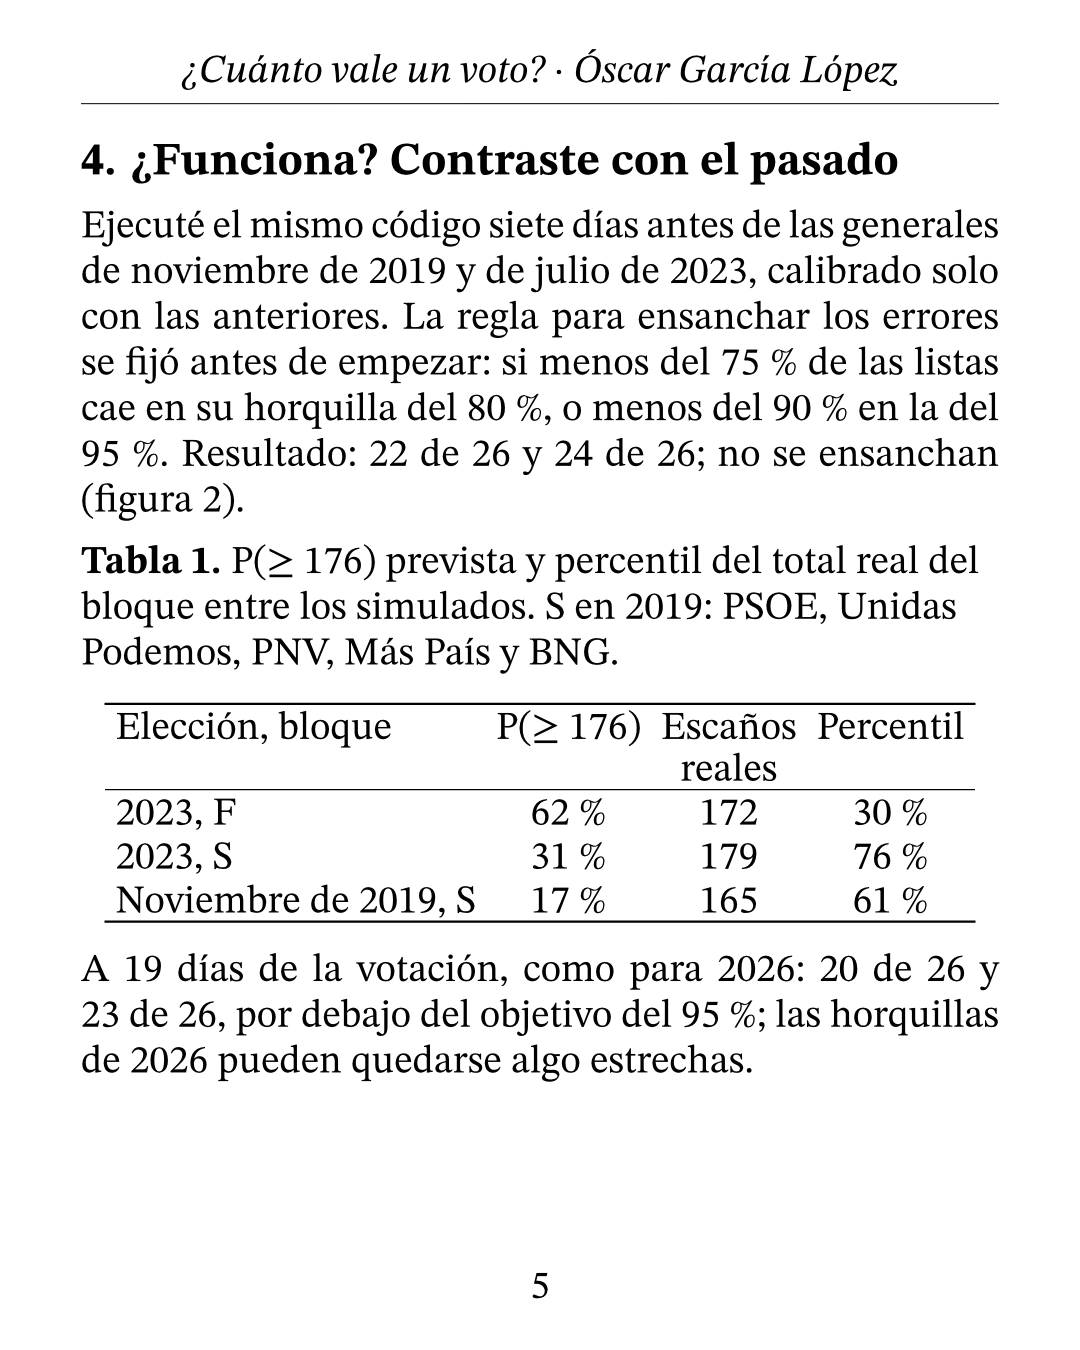 ¿Cuánto vale un voto? · Óscar García López
4. ¿Funciona? Contraste con el pasado
Ejecuté el mismo código siete días antes de las generales
de noviembre de 2019 y de julio de 2023, calibrado solo
con las anteriores. La regla para ensanchar los errores
se fijó antes de empezar: si menos del 75 % de las listas
cae en su horquilla del 80 %, o menos del 90 % en la del
95 %. Resultado: 22 de 26 y 24 de 26; no se ensanchan
(figura 2).
Tabla 1. P(≥ 176) prevista y percentil del total real del
bloque entre los simulados. S en 2019: PSOE, Unidas
Podemos, PNV, Más País y BNG.
Elección, bloque P(≥ 176) Escaños Percentil
reales
2023, F 62 % 172 30 %
2023, S 31 % 179 76 %
Noviembre de 2019, S 17 % 165 61 %
A 19 días de la votación, como para 2026: 20 de 26 y
23 de 26, por debajo del objetivo del 95 %; las horquillas
de 2026 pueden quedarse algo estrechas.
5